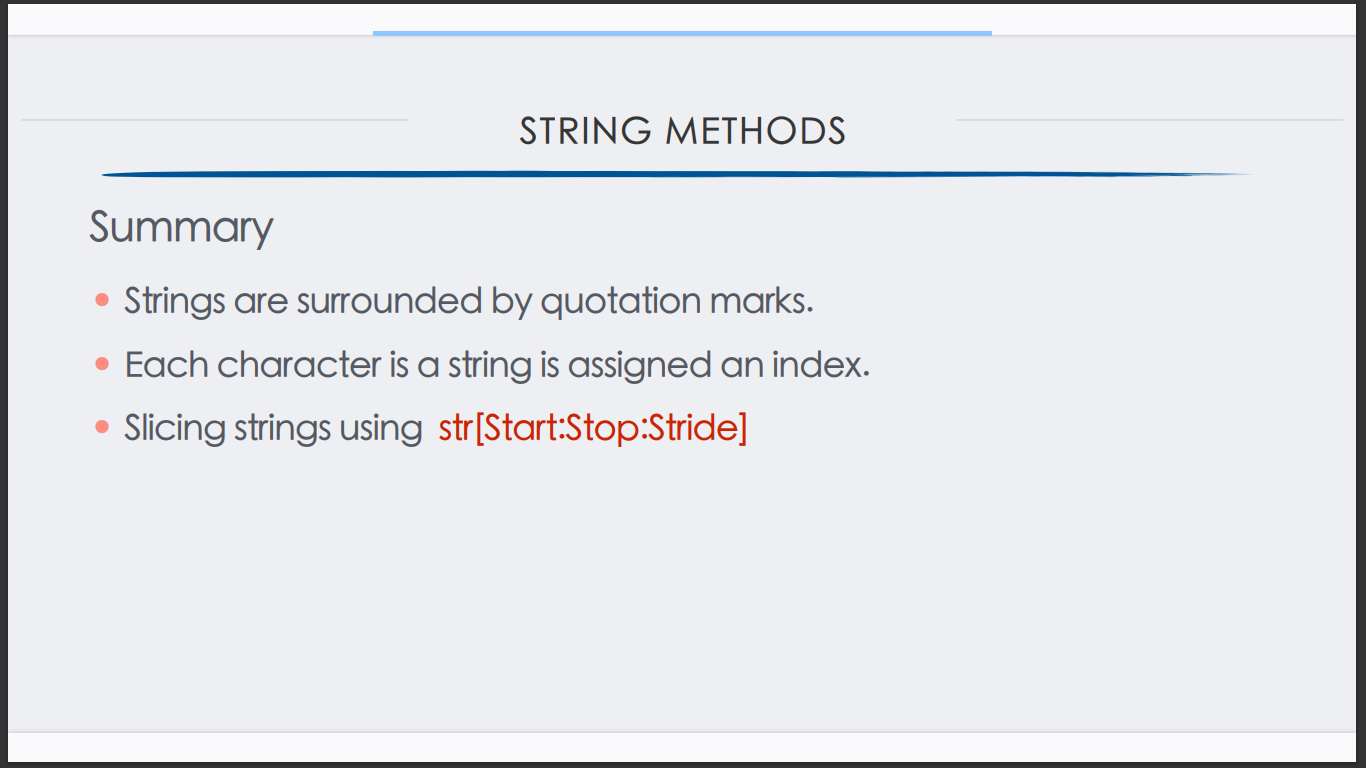 STRING METHODS
Summary
• Strings are surrounded by quotation marks.
• Each character is a string is assigned an index.
• Slicing strings using str[Start:Stop:Stride]